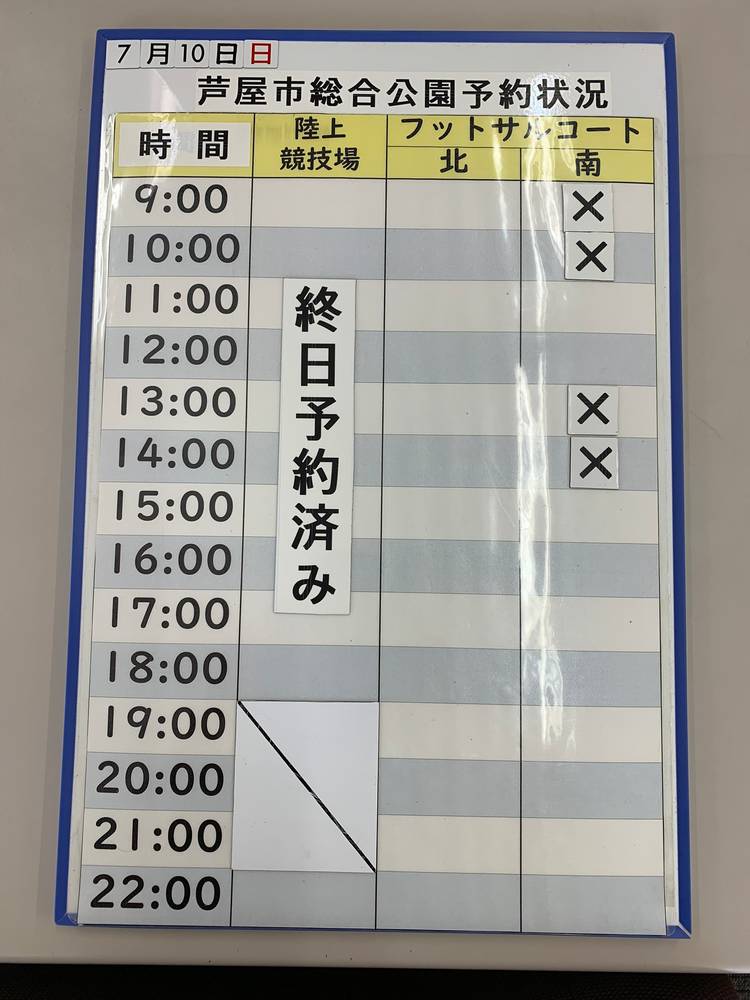 7月10日日
芦屋市総合公園予約状況
時間
陸上
競技場
フットサルコート
北
南
9:00
×
10:00
×
11:00
12:00
13:00
×
14:00
×
15:00
16:00
17:00
18:00
19:00
20:00
21:00
22:00
終日予約済み